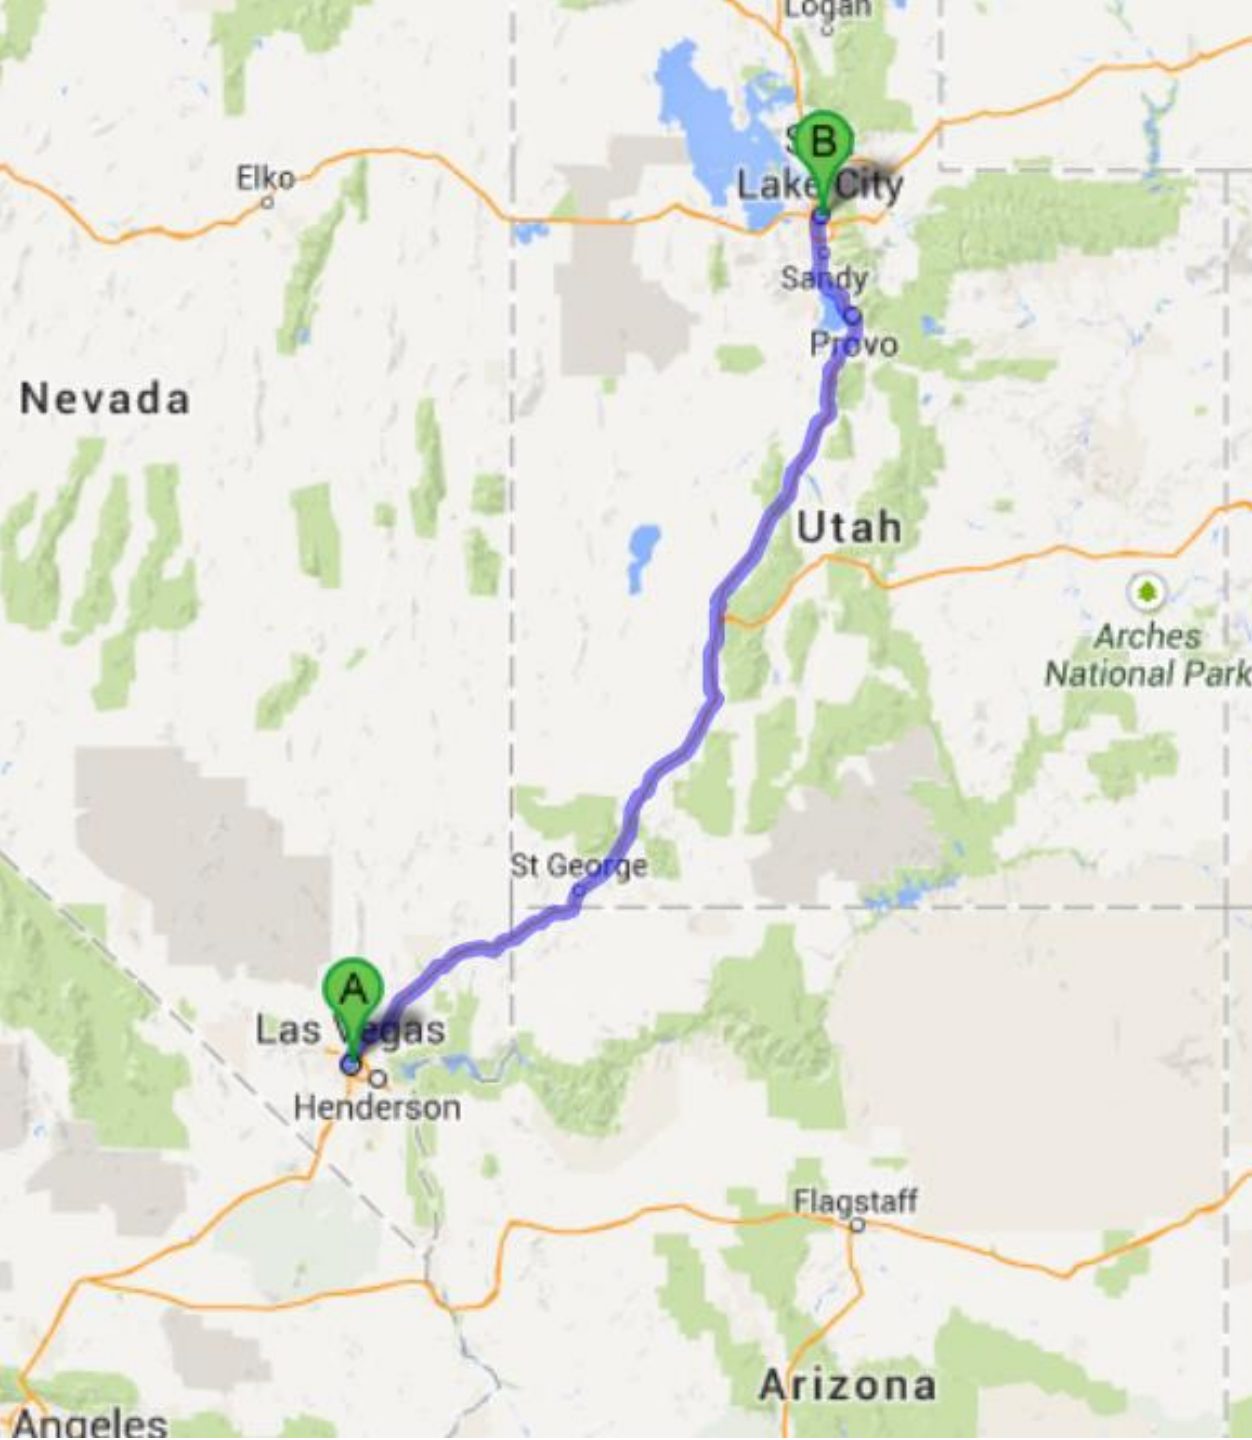 Logan
B
S
Lake City
Elko
Sandy
Provo
Nevada
Utah
Arches
National Park
St George
A
Las Vegas
Henderson
Flagstaff
Arizona
Angeles